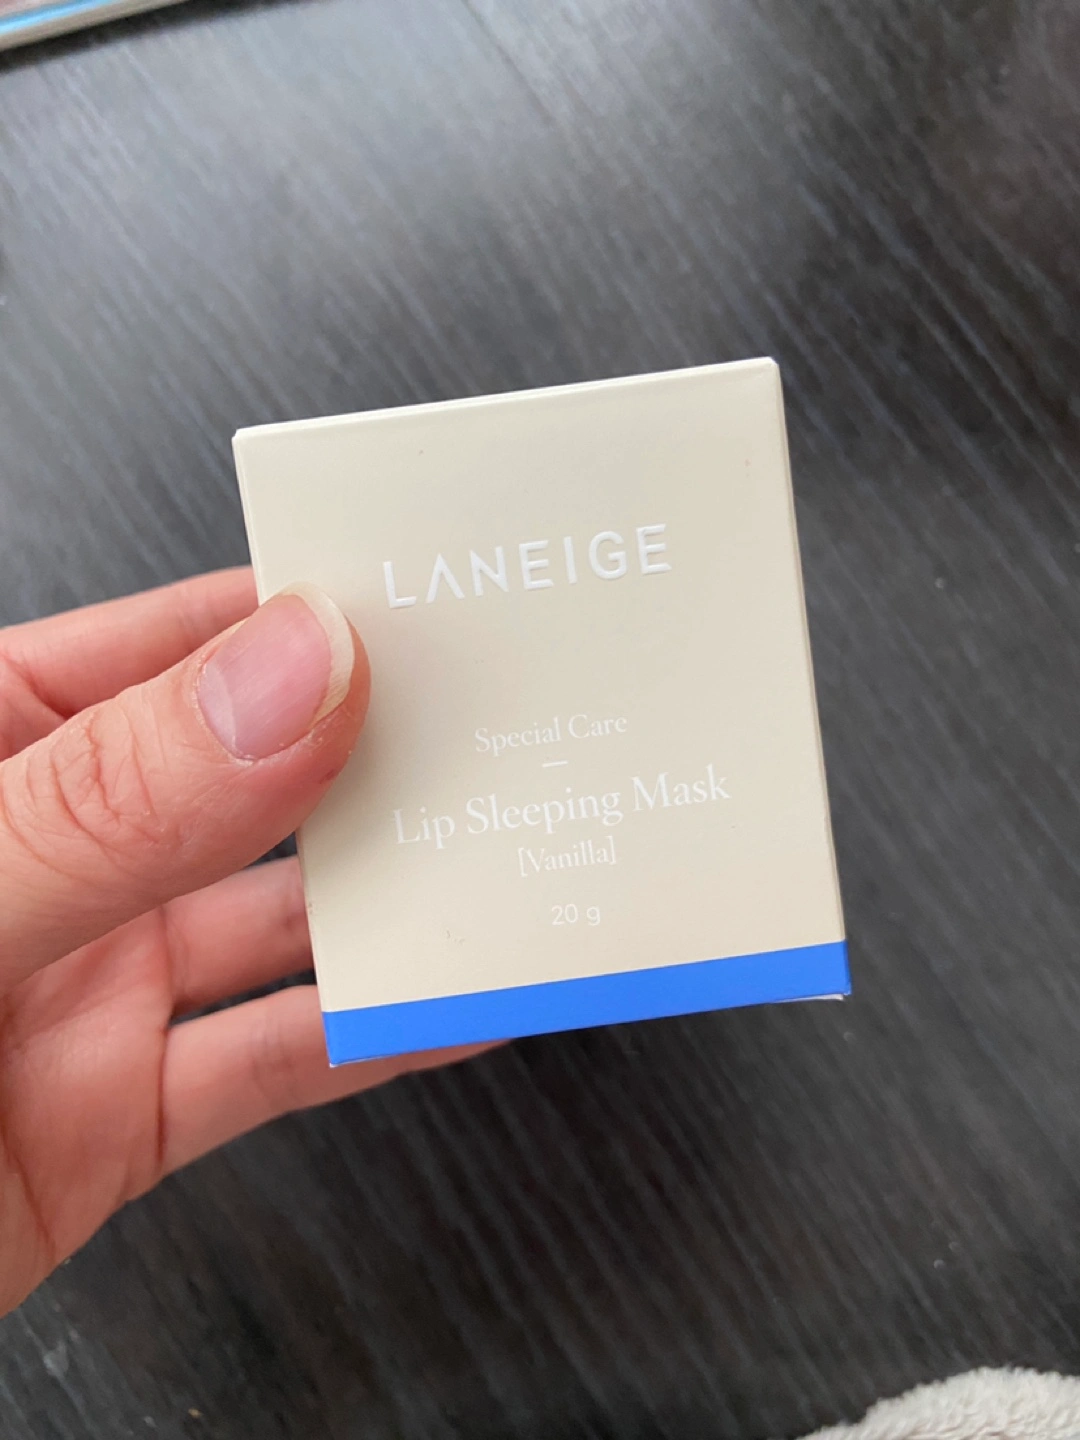 LANEIGE
Special Care
Lip Sleeping Mask
[Vanilla]
20 g